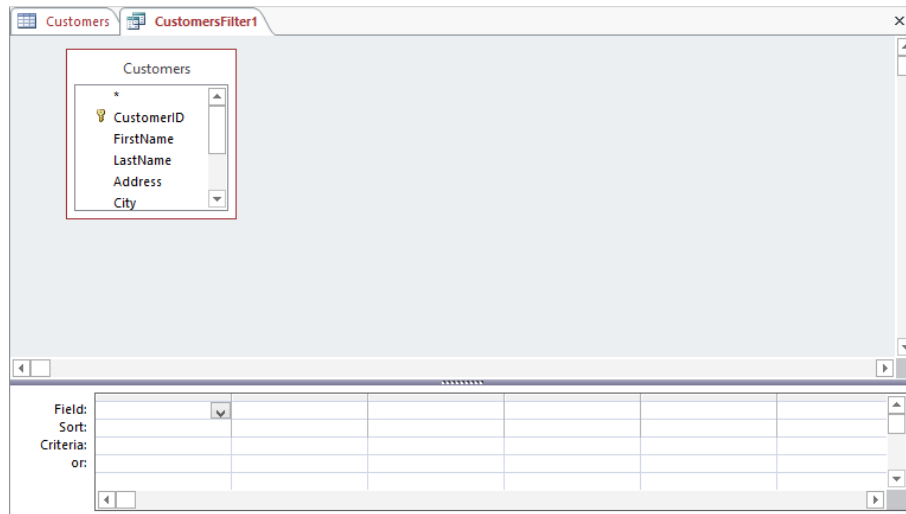 Customers CustomersFilter1
Customers
*
CustomerID
FirstName
LastName
Address
City
Field:
Sort:
Criteria:
or: